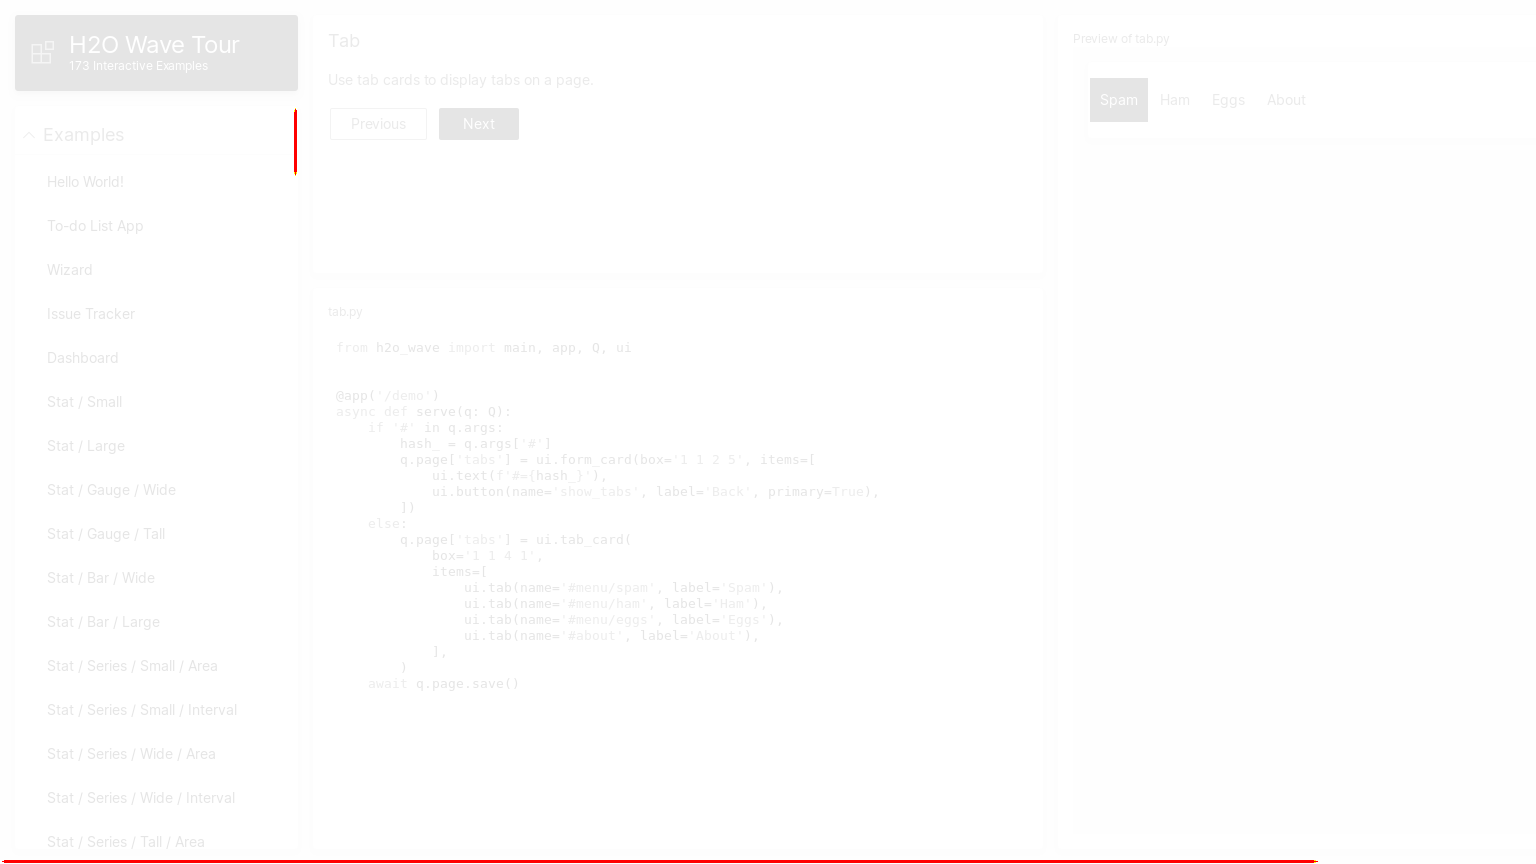 H2O Wave Tour
173 Interactive Examples
Examples
Hello World!
To-do List App
Wizard
Issue Tracker
Dashboard
Stat / Small
Stat / Large
Stat / Gauge / Wide
Stat / Gauge / Tall
Stat / Bar / Wide
Stat / Bar / Large
Stat / Series / Small / Area
Stat / Series / Small / Interval
Stat / Series / Wide / Area
Stat / Series / Wide / Interval
Stat / Series / Tall / Area
Tab
Use tab cards to display tabs on a page.
Previous Next
tab.py
from h2o_wave import main, app, Q, ui
@app('/demo')
async def serve(q: Q):
    if '#' in q.args:
        hash_ = q.args['#']
        q.page['tabs'] = ui.form_card(box='1 1 2 5', items=[
            ui.text(f'#={hash_}'),
            ui.button(name='show_tabs', label='Back', primary=True),
        ])
    else:
        q.page['tabs'] = ui.tab_card(
            box='1 1 4 1',
            items=[
                ui.tab(name='#menu/spam', label='Spam'),
                ui.tab(name='#menu/ham', label='Ham'),
                ui.tab(name='#menu/eggs', label='Eggs'),
                ui.tab(name='#about', label='About'),
            ],
        )
    await q.page.save()
Preview of tab.py
Spam Ham Eggs About